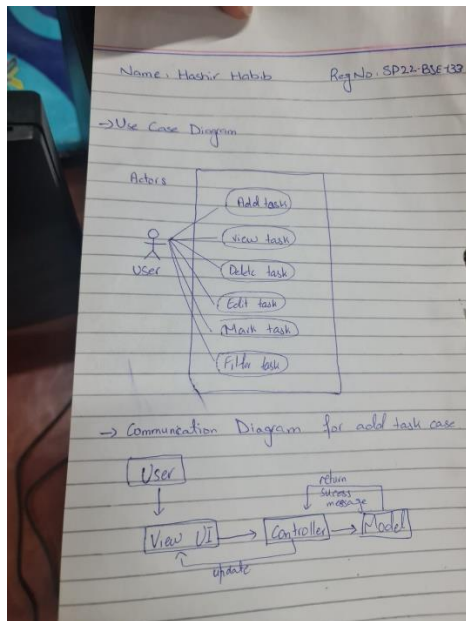 Name: Hashir Habib Reg No: SP22-BSE-133
→ Use Case Diagram
Actors
Add task
View task
User
Delete task
Edit task
Mark task
Filter task
→ Communication Diagram for add task case
User
return
success
message
View UI
Controller
Model
update